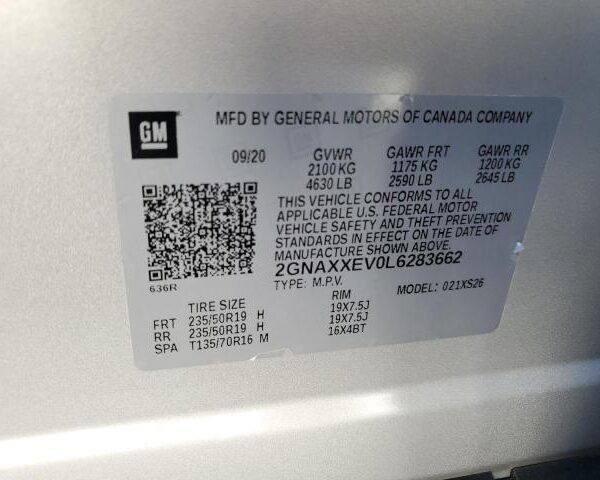 GM
MFD BY GENERAL MOTORS OF CANADA COMPANY
09/20 GVWR GAWR FRT GAWR RR
2100 KG 1175 KG 1200 KG
4630 LB 2590 LB 2645 LB
THIS VEHICLE CONFORMS TO ALL
APPLICABLE U.S. FEDERAL MOTOR
VEHICLE SAFETY AND THEFT PREVENTION
STANDARDS IN EFFECT ON THE DATE OF
MANUFACTURE SHOWN ABOVE.
2GNAXXEV0L6283662
636R TYPE: M.P.V. MODEL: 021XS26
TIRE SIZE RIM
FRT 235/50R19 H 19X7.5J
RR 235/50R19 H 19X7.5J
SPA T135/70R16 M 16X4BT